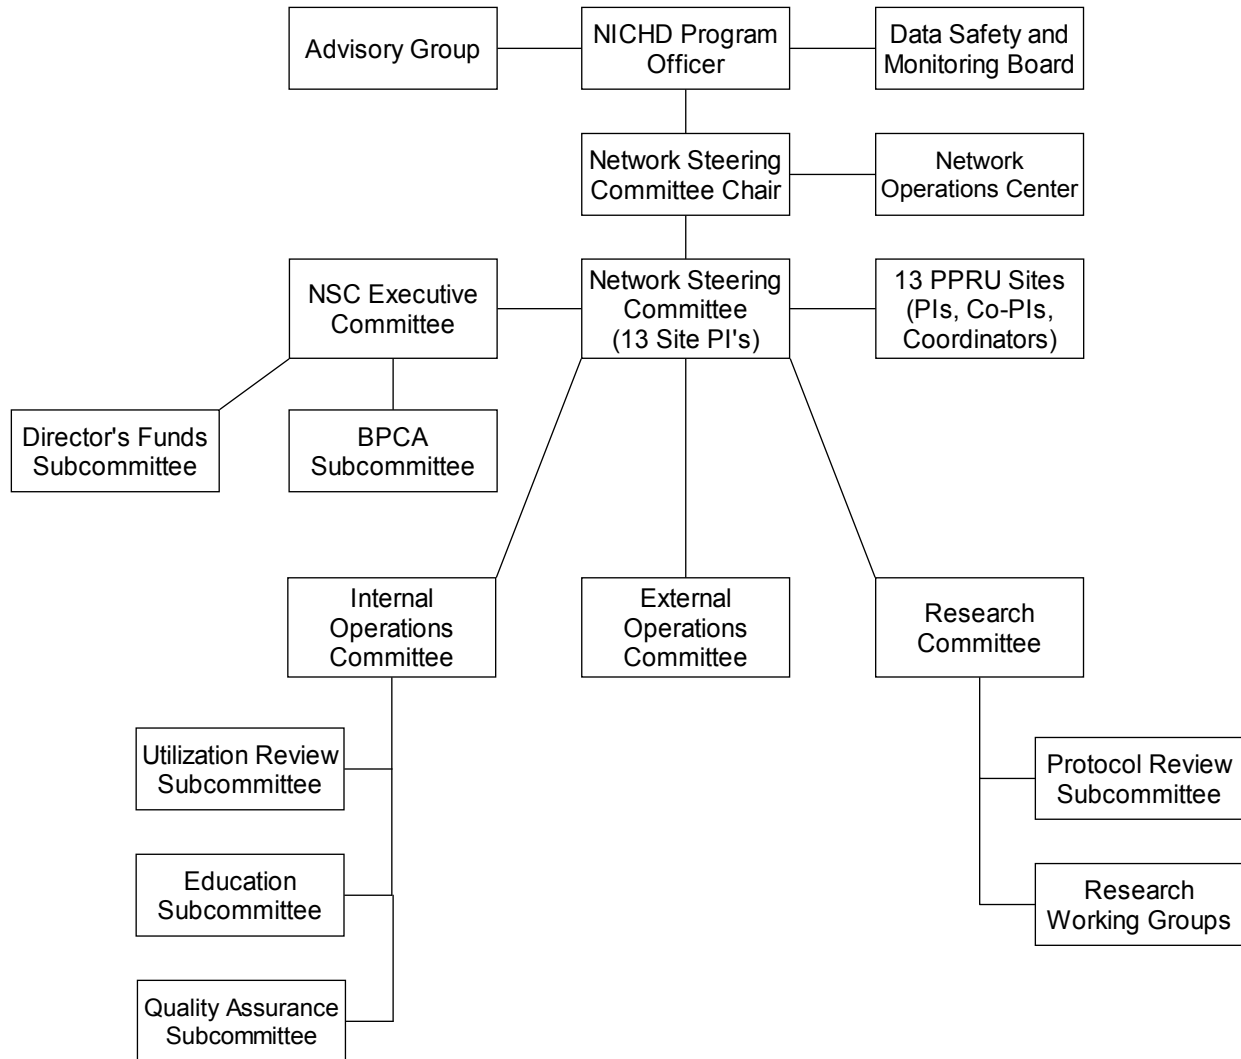 Advisory Group
NICHD Program
Officer
Data Safety and
Monitoring Board
Network Steering
Committee Chair
Network
Operations Center
NSC Executive
Committee
Network Steering
Committee
(13 Site PI's)
13 PPRU Sites
(PIs, Co-PIs,
Coordinators)
Director's Funds
Subcommittee
BPCA
Subcommittee
Internal
Operations
Committee
External
Operations
Committee
Research
Committee
Utilization Review
Subcommittee
Protocol Review
Subcommittee
Education
Subcommittee
Research
Working Groups
Quality Assurance
Subcommittee